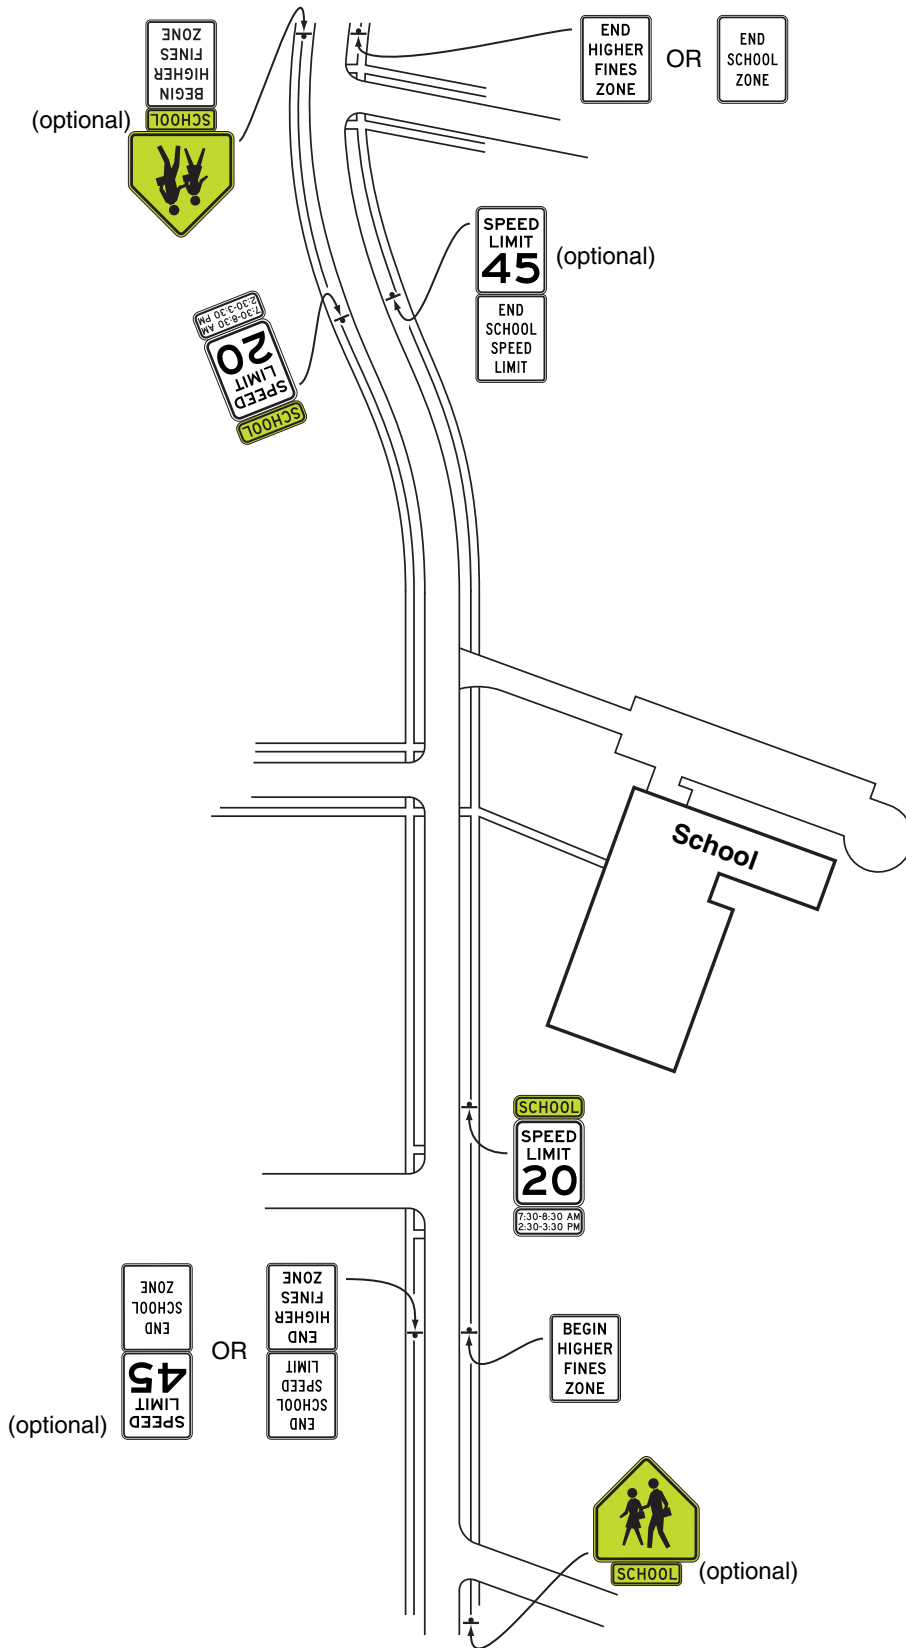 (optional)
SCHOOL
BEGIN
HIGHER
FINES
ZONE
END
HIGHER
FINES
ZONE
OR
END
SCHOOL
ZONE
SPEED
LIMIT
45
(optional)
END
SCHOOL
SPEED
LIMIT
SCHOOL
SPEED
LIMIT
20
7:30-8:30 AM
2:30-3:30 PM
School
SCHOOL
SPEED
LIMIT
20
7:30-8:30 AM
2:30-3:30 PM
(optional)
SPEED
LIMIT
45
END
SCHOOL
ZONE
OR
END
SCHOOL
SPEED
LIMIT
END
HIGHER
FINES
ZONE
BEGIN
HIGHER
FINES
ZONE
SCHOOL
(optional)